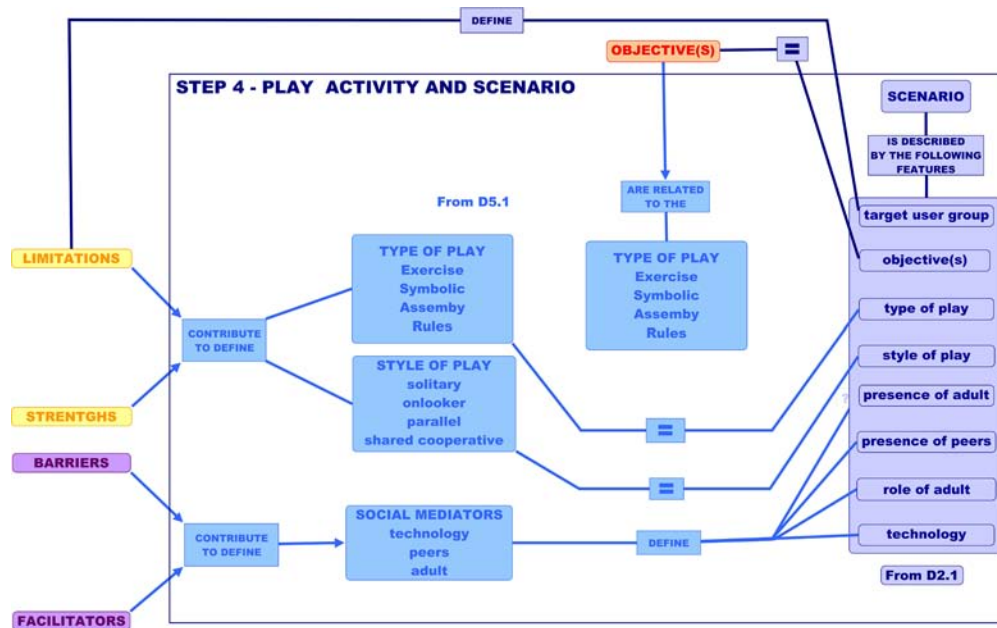 DEFINE
OBJECTIVE(S)
=
STEP 4 - PLAY ACTIVITY AND SCENARIO
SCENARIO
IS DESCRIBED
BY THE FOLLOWING
FEATURES
From D5.1
ARE RELATED
TO THE
target user group
LIMITATIONS
TYPE OF PLAY
Exercise
Symbolic
Assemby
Rules
TYPE OF PLAY
Exercise
Symbolic
Assemby
Rules
objective(s)
type of play
CONTRIBUTE
TO DEFINE
STYLE OF PLAY
solitary
onlooker
parallel
shared cooperative
style of play
?
presence of adult
STRENTGHS
=
presence of peers
BARRIERS
=
role of adult
CONTRIBUTE
TO DEFINE
SOCIAL MEDIATORS
technology
peers
adult
DEFINE
technology
From D2.1
FACILITATORS